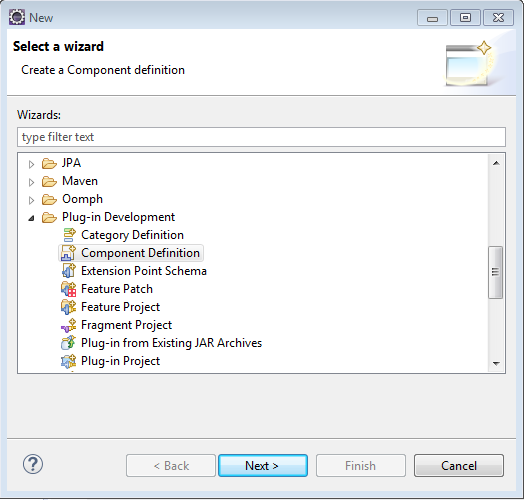 New
Select a wizard
Create a Component definition
Wizards:
type filter text
JPA
Maven
Oomph
Plug-in Development
Category Definition
Component Definition
Extension Point Schema
Feature Patch
Feature Project
Fragment Project
Plug-in from Existing JAR Archives
Plug-in Project
?
< Back Next > Finish Cancel